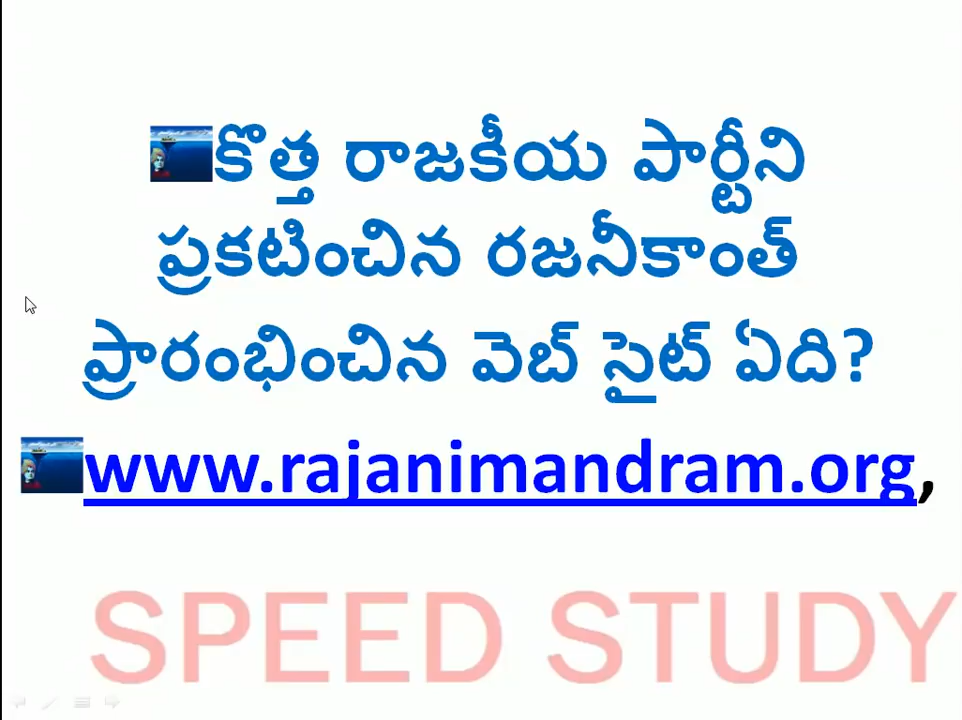 కొత్త రాజకీయ పార్టీని
ప్రకటించిన రజనీకాంత్
ప్రారంభించిన వెబ్ సైట్ ఏది?
www.rajanimandram.org,
SPEED STUDY